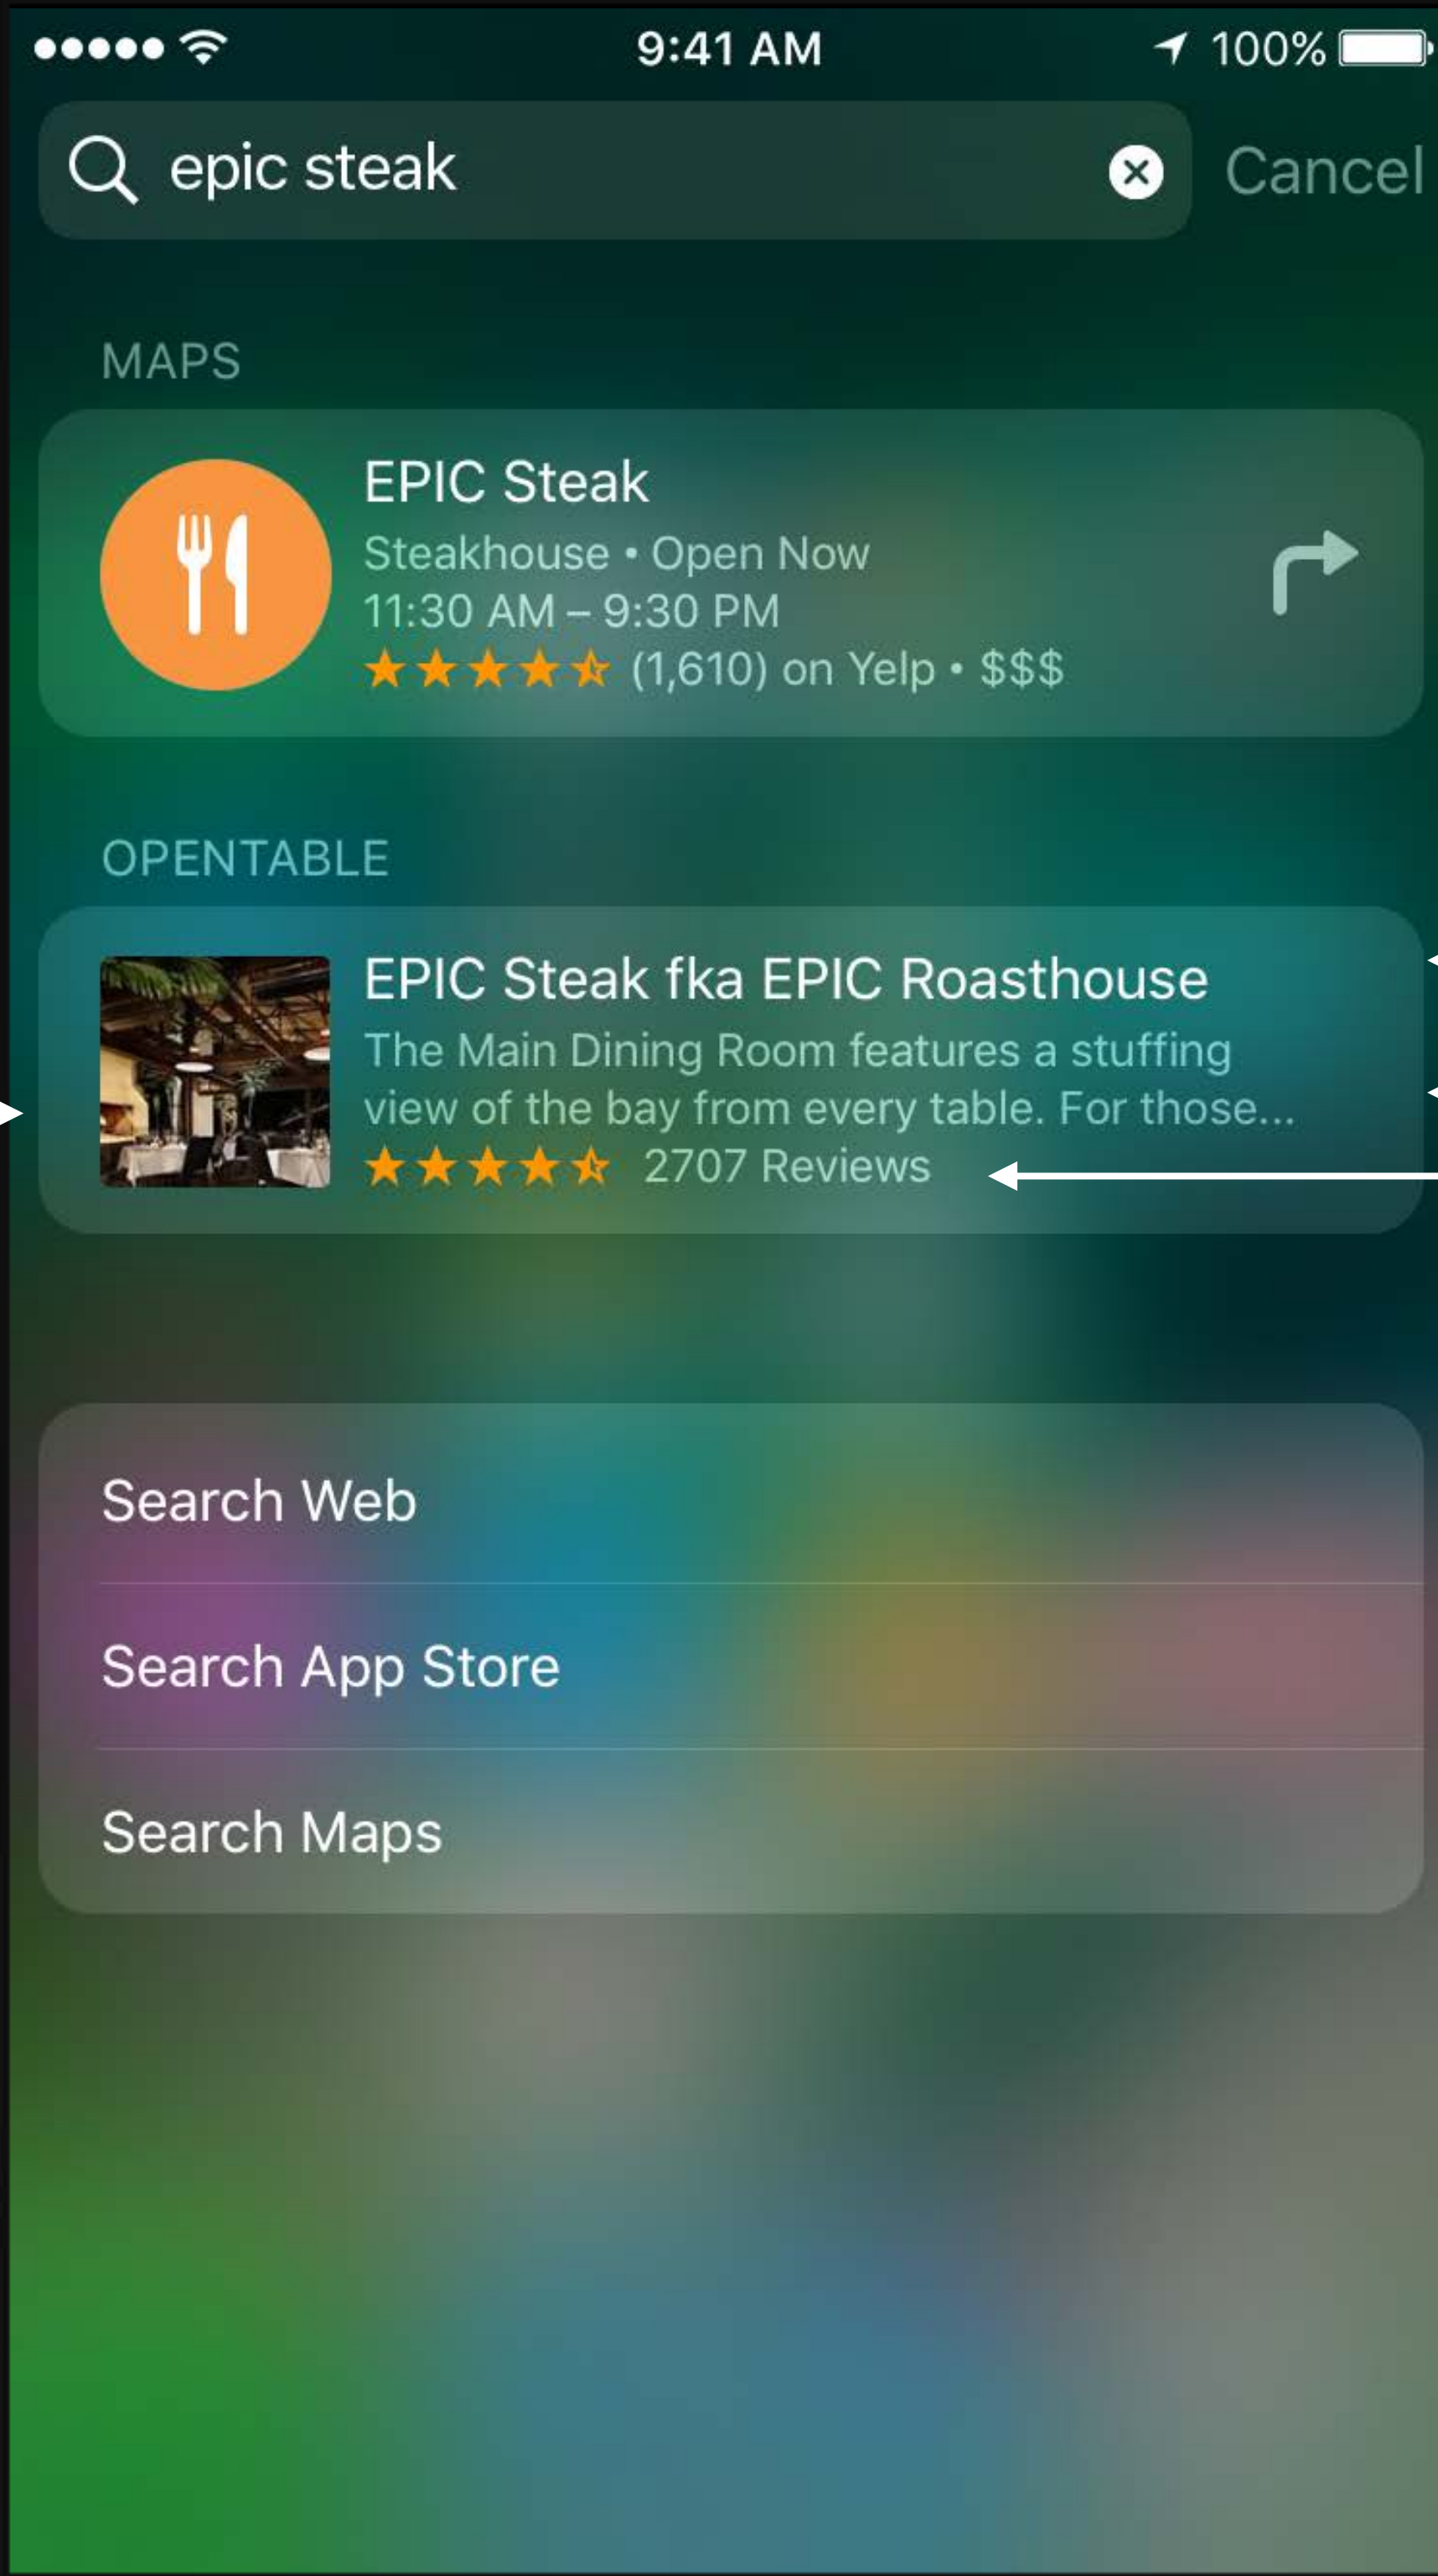 9:41 AM
100%
epic steak
Cancel
MAPS
EPIC Steak
Steakhouse • Open Now
11:30 AM – 9:30 PM
(1,610) on Yelp • $$$
OPENTABLE
EPIC Steak fka EPIC Roasthouse
The Main Dining Room features a stuffing
view of the bay from every table. For those...
2707 Reviews
Search Web
Search App Store
Search Maps